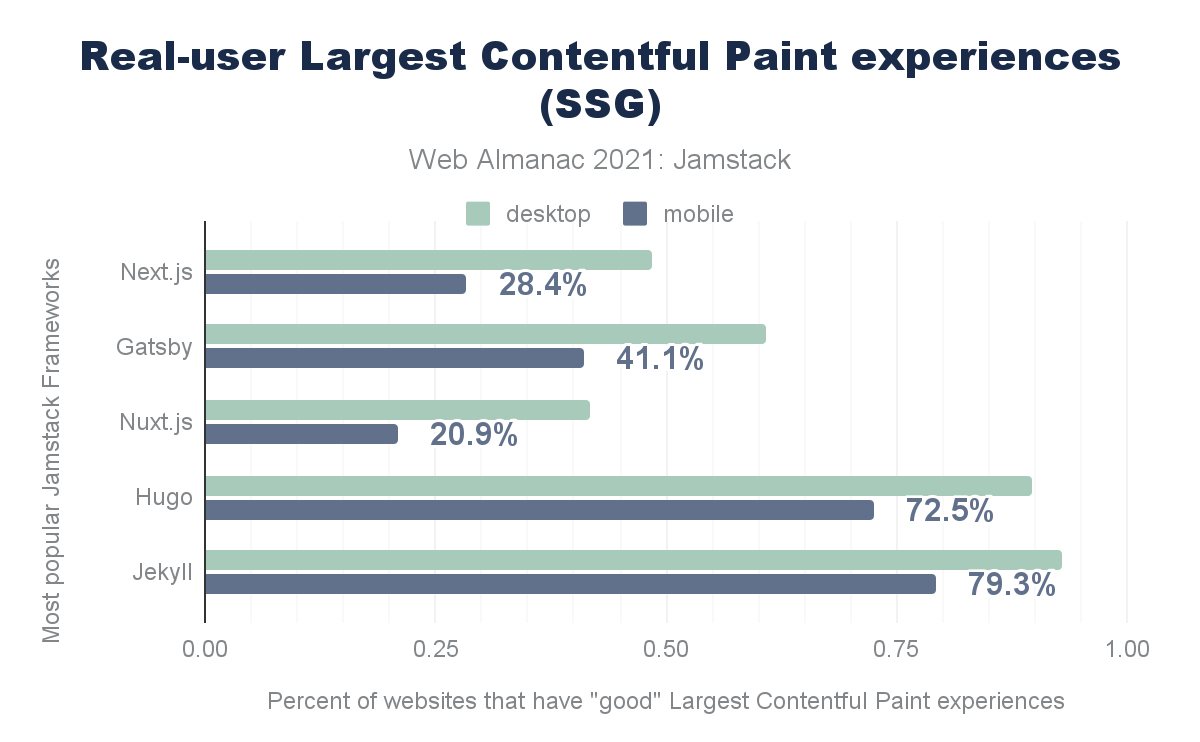 Real-user Largest Contentful Paint experiences
(SSG)
Web Almanac 2021: Jamstack
desktop mobile
Most popular Jamstack Frameworks
Next.js 28.4%
Gatsby 41.1%
Nuxt.js 20.9%
Hugo 72.5%
Jekyll 79.3%
0.00 0.25 0.50 0.75 1.00
Percent of websites that have "good" Largest Contentful Paint experiences